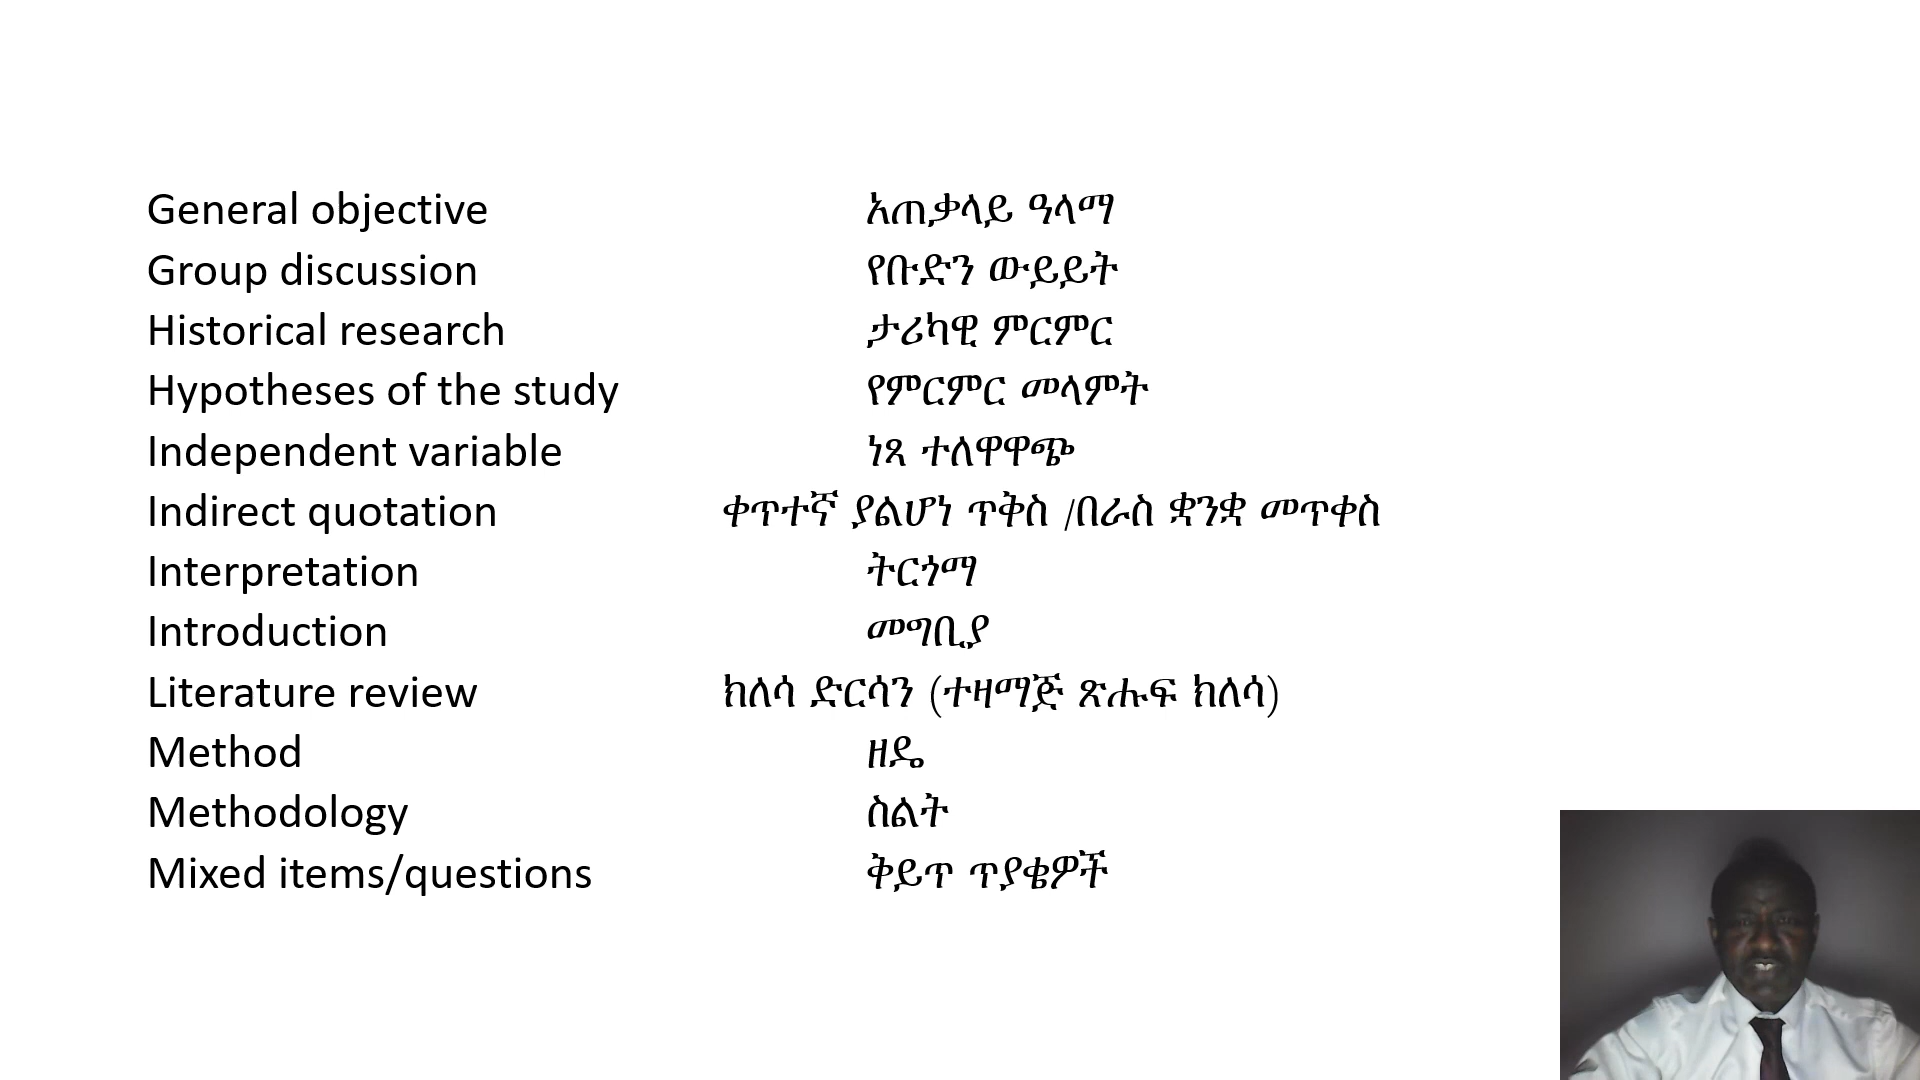 General objective አጠቃላይ ዓላማ
Group discussion የቡድን ውይይት
Historical research ታሪካዊ ምርምር
Hypotheses of the study የምርምር መላምት
Independent variable ነጻ ተለዋዋጭ
Indirect quotation ቀጥተኛ ያልሆነ ጥቅስ /በራስ ቋንቋ መጥቀስ
Interpretation ትርጎማ
Introduction መግቢያ
Literature review ክለሳ ድርሳን (ተዛማጅ ጽሑፍ ክለሳ)
Method ዘዴ
Methodology ስልት
Mixed items/questions ቅይጥ ጥያቄዎች